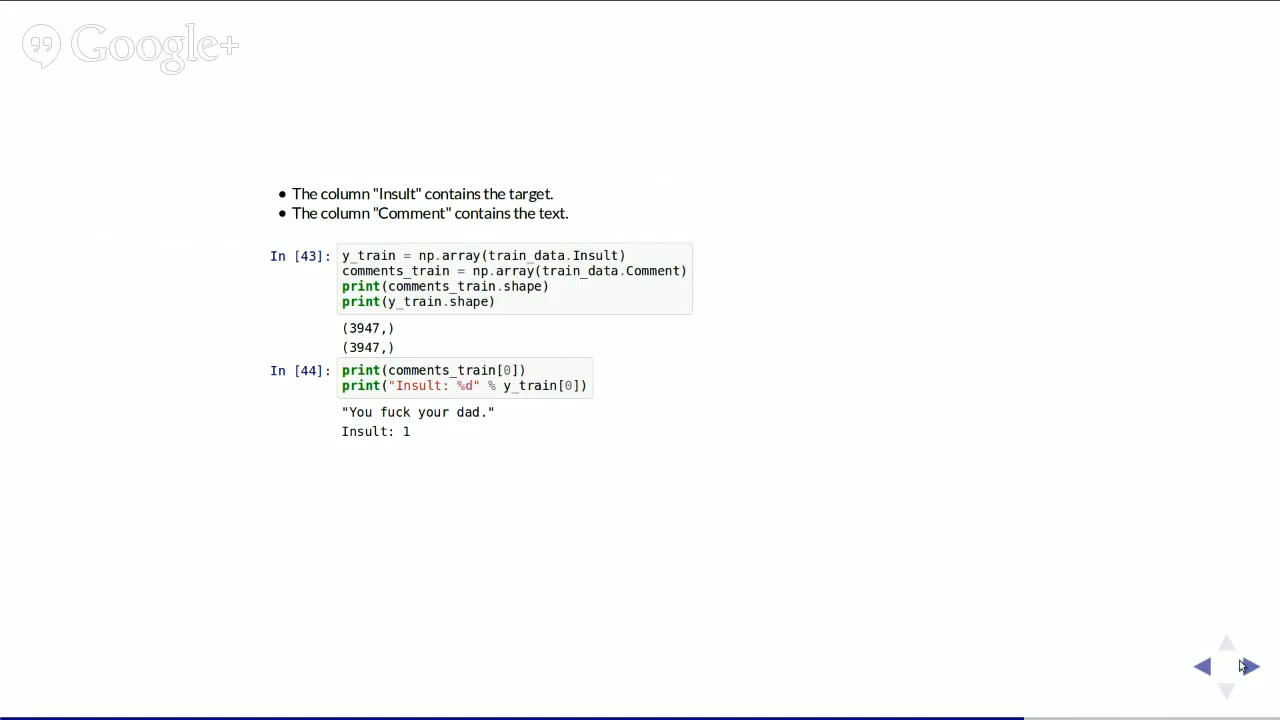 Google+
• The column "Insult" contains the target.
• The column "Comment" contains the text.
In [43]: y_train = np.array(train_data.Insult)
comments_train = np.array(train_data.Comment)
print(comments_train.shape)
print(y_train.shape)
(3947,)
(3947,)
In [44]: print(comments_train[0])
print("Insult: %d" % y_train[0])
"You fuck your dad."
Insult: 1